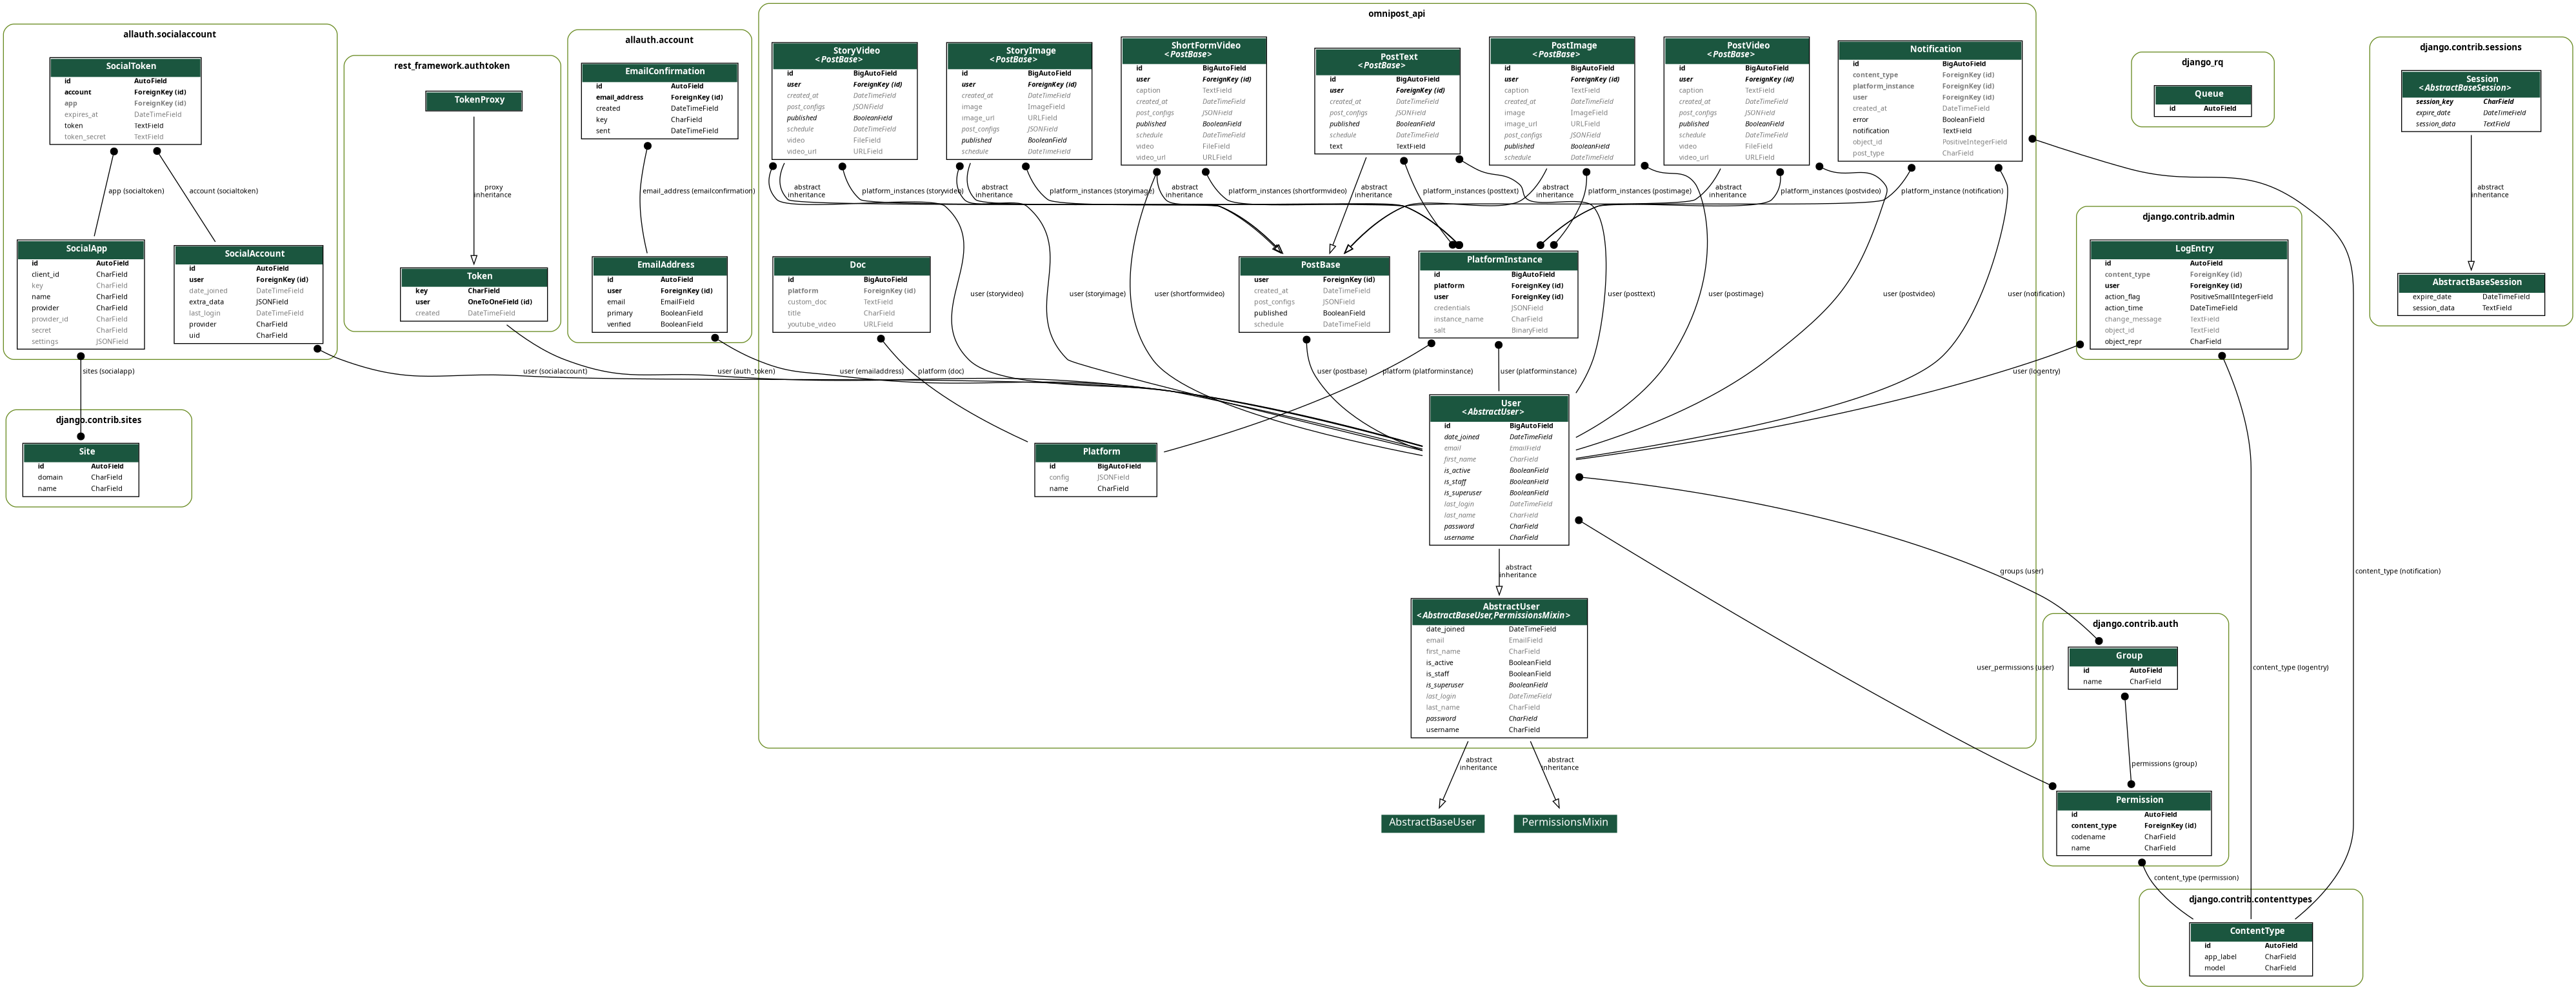 allauth.socialaccount
SocialToken
id AutoField
account ForeignKey (id)
app ForeignKey (id)
expires_at DateTimeField
token TextField
token_secret TextField
app (socialtoken)
account (socialtoken)
SocialApp
id AutoField
client_id CharField
key CharField
name CharField
provider CharField
provider_id CharField
secret CharField
settings JSONField
SocialAccount
id AutoField
user ForeignKey (id)
date_joined DateTimeField
extra_data JSONField
last_login DateTimeField
provider CharField
uid CharField
sites (socialapp)
user (socialaccount)
django.contrib.sites
Site
id AutoField
domain CharField
name CharField
rest_framework.authtoken
TokenProxy
proxy
inheritance
Token
key CharField
user OneToOneField (id)
created DateTimeField
user (auth_token)
allauth.account
EmailConfirmation
id AutoField
email_address ForeignKey (id)
created DateTimeField
key CharField
sent DateTimeField
email_address (emailconfirmation)
EmailAddress
id AutoField
user ForeignKey (id)
email EmailField
primary BooleanField
verified BooleanField
user (emailaddress)
omnipost_api
StoryVideo
<PostBase>
id BigAutoField
user ForeignKey (id)
created_at DateTimeField
post_configs JSONField
published BooleanField
schedule DateTimeField
video FileField
video_url URLField
StoryImage
<PostBase>
id BigAutoField
user ForeignKey (id)
created_at DateTimeField
image ImageField
image_url URLField
post_configs JSONField
published BooleanField
schedule DateTimeField
ShortFormVideo
<PostBase>
id BigAutoField
user ForeignKey (id)
caption TextField
created_at DateTimeField
post_configs JSONField
published BooleanField
schedule DateTimeField
video FileField
video_url URLField
PostText
<PostBase>
id BigAutoField
user ForeignKey (id)
created_at DateTimeField
post_configs JSONField
published BooleanField
schedule DateTimeField
text TextField
PostImage
<PostBase>
id BigAutoField
user ForeignKey (id)
caption TextField
created_at DateTimeField
image ImageField
image_url URLField
post_configs JSONField
published BooleanField
schedule DateTimeField
PostVideo
<PostBase>
id BigAutoField
user ForeignKey (id)
caption TextField
created_at DateTimeField
post_configs JSONField
published BooleanField
schedule DateTimeField
video FileField
video_url URLField
Notification
id BigAutoField
content_type ForeignKey (id)
platform_instance ForeignKey (id)
user ForeignKey (id)
created_at DateTimeField
error BooleanField
notification TextField
object_id PositiveIntegerField
post_type CharField
abstract
inheritance
platform_instances (storyvideo)
abstract
inheritance
platform_instances (storyimage)
abstract
inheritance
platform_instances (shortformvideo)
abstract
inheritance
platform_instances (posttext)
abstract
inheritance
platform_instances (postimage)
abstract
inheritance
platform_instances (postvideo)
platform_instance (notification)
Doc
id BigAutoField
platform ForeignKey (id)
custom_doc TextField
title CharField
youtube_video URLField
user (storyvideo)
user (storyimage)
user (shortformvideo)
PostBase
user ForeignKey (id)
created_at DateTimeField
post_configs JSONField
published BooleanField
schedule DateTimeField
PlatformInstance
id BigAutoField
platform ForeignKey (id)
user ForeignKey (id)
credentials JSONField
instance_name CharField
salt BinaryField
user (posttext)
user (postimage)
user (postvideo)
user (notification)
platform (doc)
user (postbase)
platform (platforminstance)
user (platforminstance)
user (logentry)
Platform
id BigAutoField
config JSONField
name CharField
User
<AbstractUser>
id BigAutoField
date_joined DateTimeField
email EmailField
first_name CharField
is_active BooleanField
is_staff BooleanField
is_superuser BooleanField
last_login DateTimeField
last_name CharField
password CharField
username CharField
abstract
inheritance
groups (user)
AbstractUser
<AbstractBaseUser,PermissionsMixin>
date_joined DateTimeField
email EmailField
first_name CharField
is_active BooleanField
is_staff BooleanField
is_superuser BooleanField
last_login DateTimeField
last_name CharField
password CharField
username CharField
user_permissions (user)
abstract
inheritance
abstract
inheritance
AbstractBaseUser
PermissionsMixin
django_rq
Queue
id AutoField
django.contrib.admin
LogEntry
id AutoField
content_type ForeignKey (id)
user ForeignKey (id)
action_flag PositiveSmallIntegerField
action_time DateTimeField
change_message TextField
object_id TextField
object_repr CharField
django.contrib.sessions
Session
<AbstractBaseSession>
session_key CharField
expire_date DateTimeField
session_data TextField
abstract
inheritance
AbstractBaseSession
expire_date DateTimeField
session_data TextField
content_type (notification)
content_type (logentry)
django.contrib.auth
Group
id AutoField
name CharField
permissions (group)
Permission
id AutoField
content_type ForeignKey (id)
codename CharField
name CharField
content_type (permission)
django.contrib.contenttypes
ContentType
id AutoField
app_label CharField
model CharField